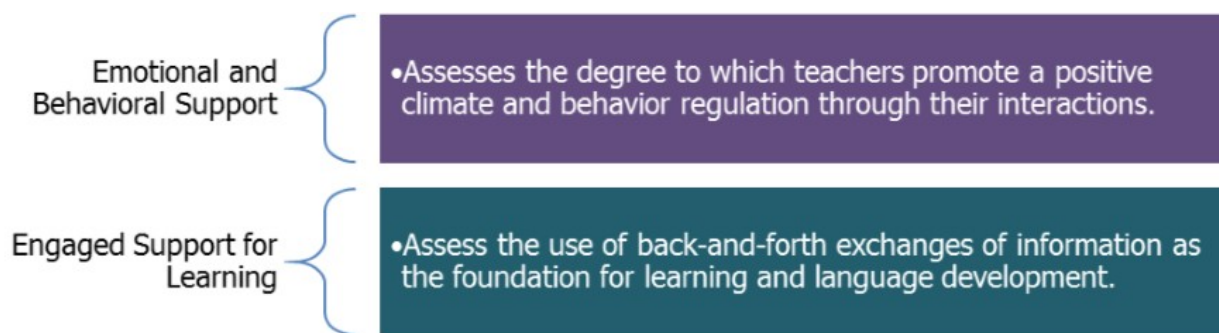 Emotional and
Behavioral Support
•Assesses the degree to which teachers promote a positive
climate and behavior regulation through their interactions.
Engaged Support for
Learning
•Assess the use of back-and-forth exchanges of information as
the foundation for learning and language development.